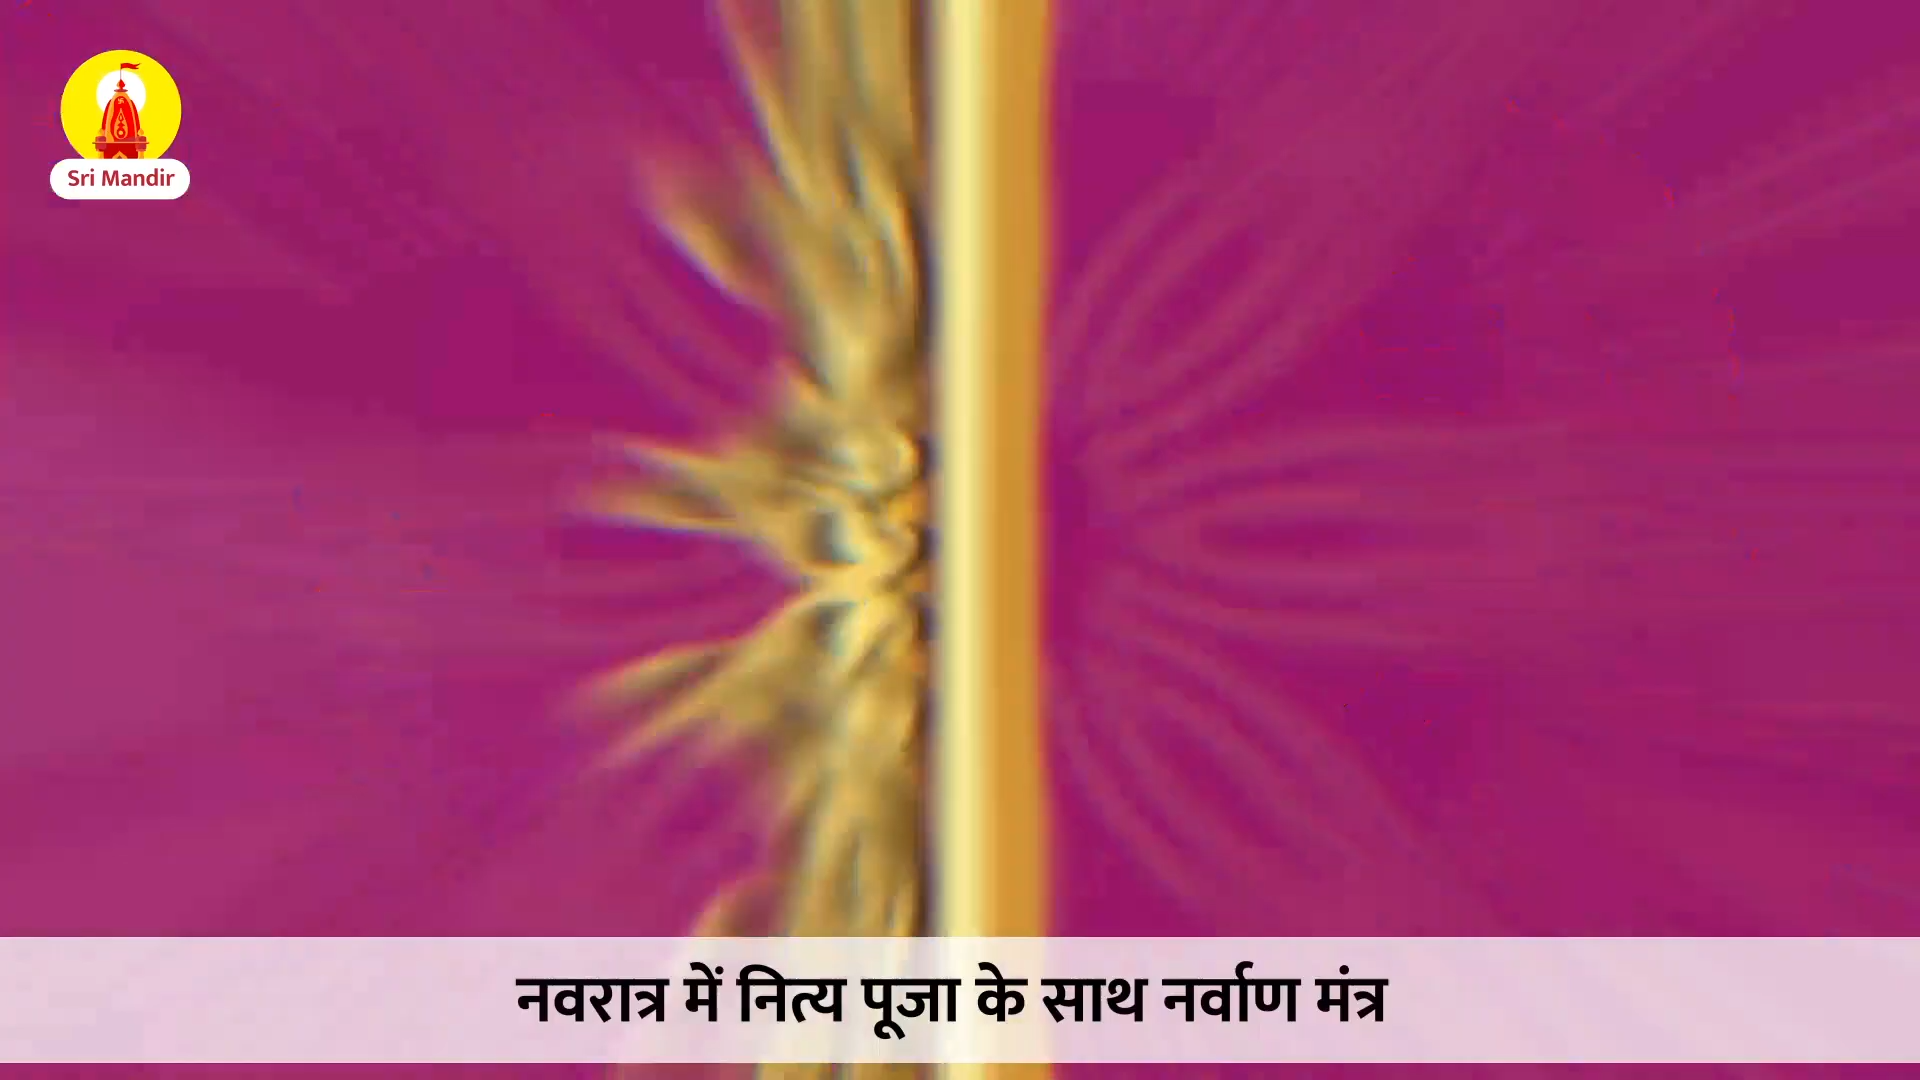 Sri Mandir
नवरात्र में नित्य पूजा के साथ नर्वाण मंत्र